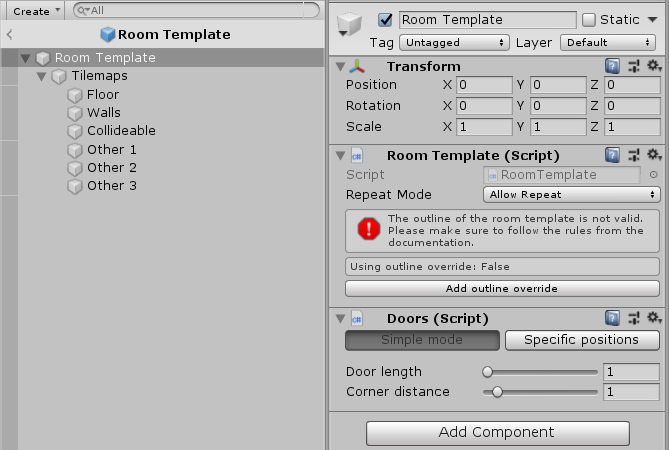 Create
All
Room Template
Room Template
Tilemaps
Floor
Walls
Collideable
Other 1
Other 2
Other 3
Room Template
Static
Tag Untagged Layer Default
Transform
Position X 0 Y 0 Z 0
Rotation X 0 Y 0 Z 0
Scale X 1 Y 1 Z 1
Room Template (Script)
Script RoomTemplate
Repeat Mode Allow Repeat
The outline of the room template is not valid.
Please make sure to follow the rules from the
documentation.
Using outline override: False
Add outline override
Doors (Script)
Simple mode Specific positions
Door length 1
Corner distance 1
Add Component